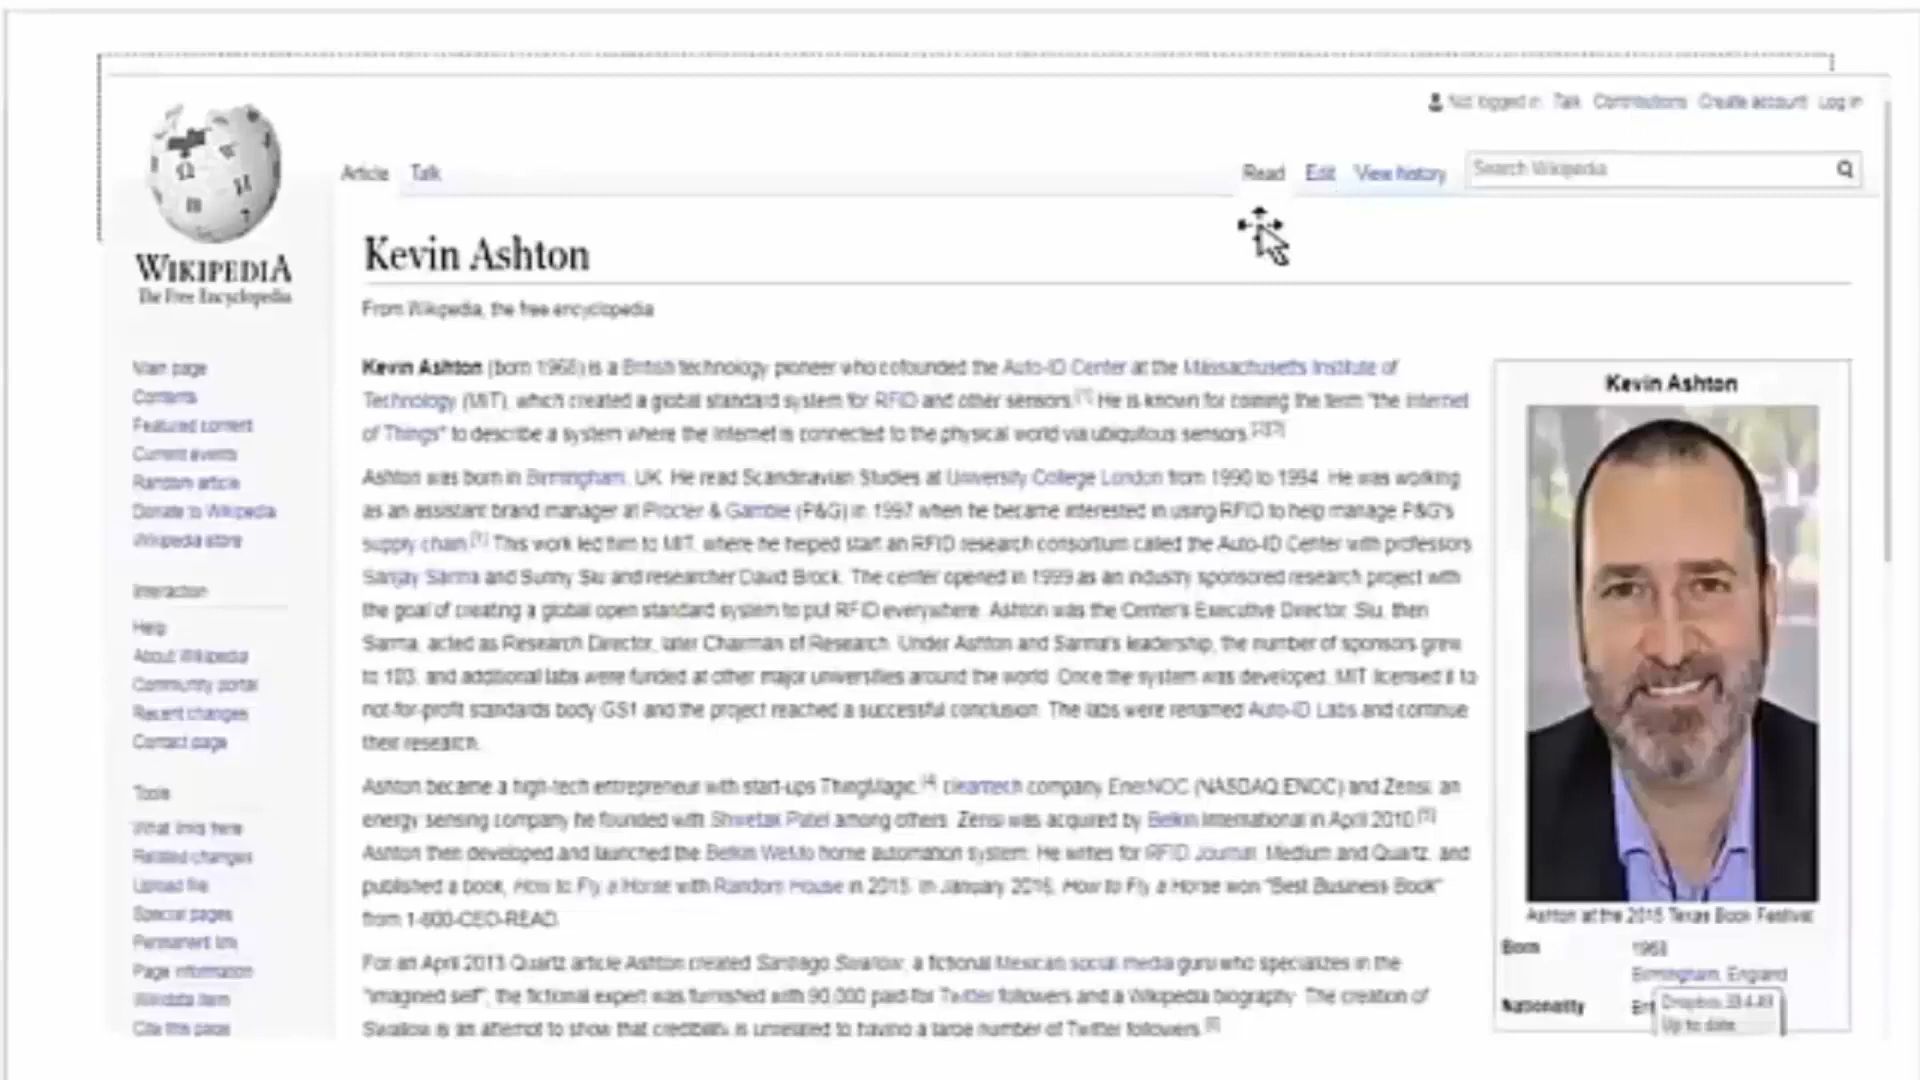 Not logged in Talk Contributions Create account Log in
Article Talk
Read Edit View history Search Wikipedia
WIKIPEDIA
The Free Encyclopedia
Main page
Contents
Featured content
Current events
Random article
Donate to Wikipedia
Wikipedia store
Interaction
Help
About Wikipedia
Community portal
Recent changes
Contact page
Tools
What links here
Related changes
Upload file
Special pages
Permanent link
Page information
Wikidata item
Cite this page
Kevin Ashton
From Wikipedia, the free encyclopedia
Kevin Ashton (born 1968) is a British technology pioneer who cofounded the Auto-ID Center at the Massachusetts Institute of
Technology (MIT), which created a global standard system for RFID and other sensors.[1] He is known for coining the term "the Internet
of Things" to describe a system where the Internet is connected to the physical world via ubiquitous sensors.[2][3]
Ashton was born in Birmingham, UK. He read Scandinavian Studies at University College London from 1990 to 1994. He was working
as an assistant brand manager at Procter & Gamble (P&G) in 1997 when he became interested in using RFID to help manage P&G's
supply chain.[1] This work led him to MIT, where he helped start an RFID research consortium called the Auto-ID Center with professors
Sanjay Sarma and Sunny Siu and researcher David Brock. The center opened in 1999 as an industry sponsored research project with
the goal of creating a global open standard system to put RFID everywhere. Ashton was the Center's Executive Director. Siu, then
Sarma, acted as Research Director, later Chairman of Research. Under Ashton and Sarma's leadership, the number of sponsors grew
to 103, and additional labs were funded at other major universities around the world. Once the system was developed, MIT licensed it to
not-for-profit standards body GS1 and the project reached a successful conclusion. The labs were renamed Auto-ID Labs and continue
their research.
Ashton became a high-tech entrepreneur with start-ups ThingMagic,[4] cleantech company EnerNOC (NASDAQ:ENOC) and Zensi, an
energy sensing company he founded with Shwetak Patel among others. Zensi was acquired by Belkin International in April 2010.[5]
Ashton then developed and launched the Belkin WeMo home automation system. He writes for RFID Journal, Medium and Quartz, and
published a book, How to Fly a Horse with Random House in 2015. In January 2016, How to Fly a Horse won "Best Business Book"
from 1-800-CEO-READ.
For an April 2013 Quartz article Ashton created Santiago Swallow, a fictional Mexican social media guru who specializes in the
"imagined self", the fictional expert was furnished with 90,000 paid-for Twitter followers and a Wikipedia biography. The creation of
Swallow is an attempt to show that credibility is unrelated to having a large number of Twitter followers.[6]
Kevin Ashton
Ashton at the 2015 Texas Book Festival
Born 1968
Birmingham, England
Nationality
Dropbox
Up to date